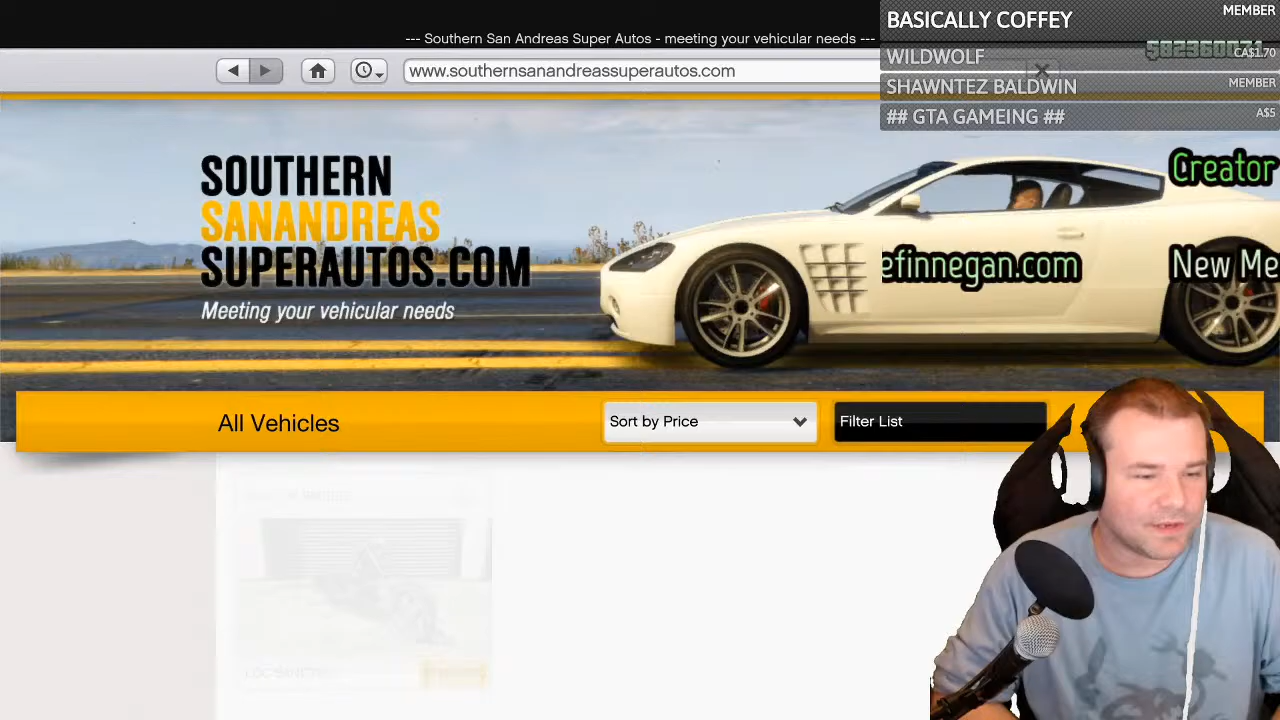 --- Southern San Andreas Super Autos - meeting your vehicular needs ---
BASICALLY COFFEY MEMBER
WILDWOLF CA$1.70
SHAWNTEZ BALDWIN MEMBER
## GTA GAMEING ## A$5
www.southernsanandreassuperautos.com
SOUTHERN
SANANDREAS
SUPERAUTOS.COM
Meeting your vehicular needs
Creator
efinnegan.com New Me
All Vehicles
Sort by Price
Filter List